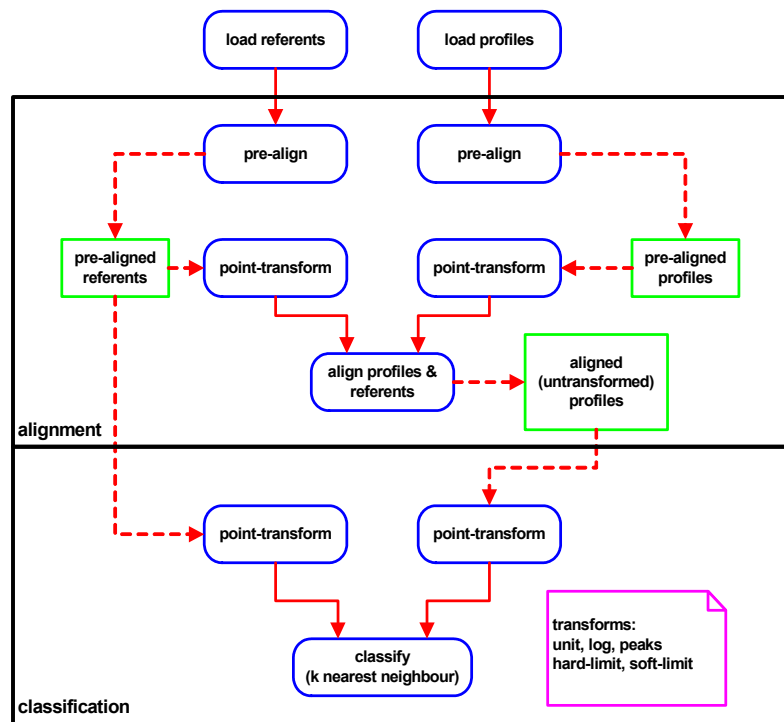 load referents
load profiles
pre-align
pre-align
pre-aligned
referents
point-transform
point-transform
pre-aligned
profiles
align profiles &
referents
aligned
(untransformed)
profiles
alignment
point-transform
point-transform
transforms:
unit, log, peaks
hard-limit, soft-limit
classify
(k nearest neighbour)
classification